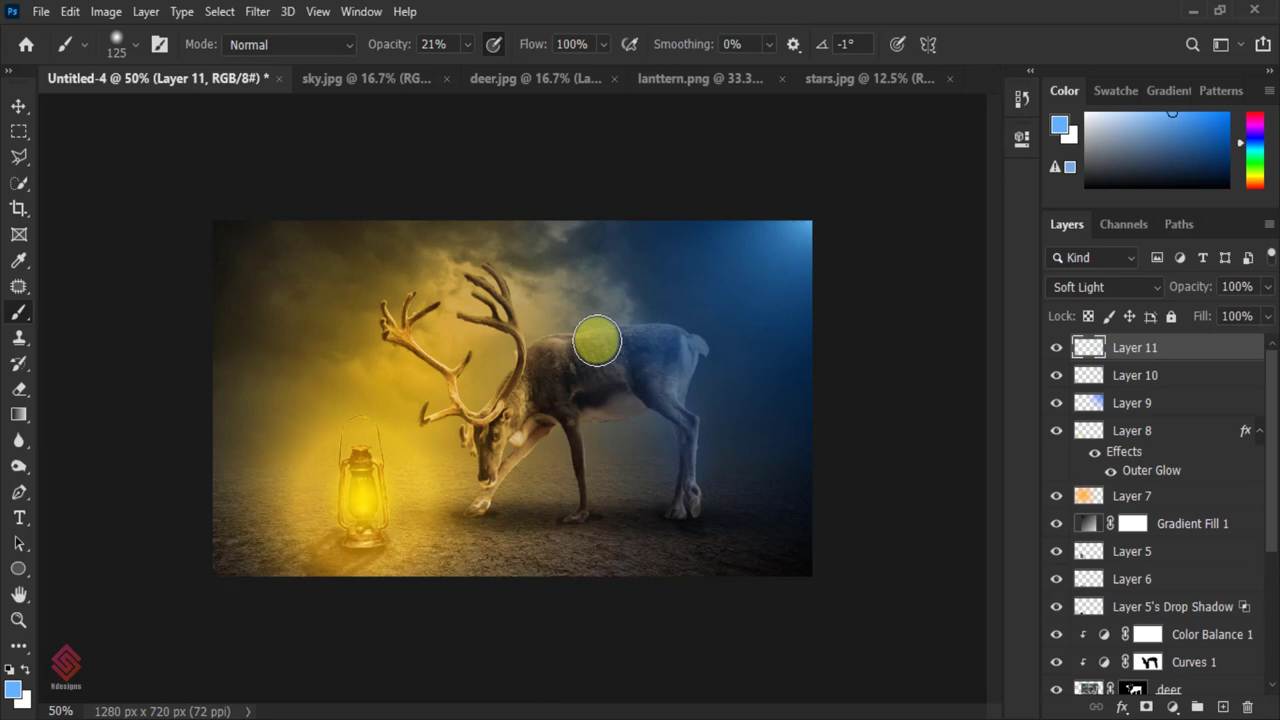 Ps File Edit Image Layer Type Select Filter 3D View Window Help
125 Mode: Normal Opacity: 21% Flow: 100% Smoothing: 0% -1°
Untitled-4 @ 50% (Layer 11, RGB/8#) * × sky.jpg @ 16.7% (RG... × deer.jpg @ 16.7% (La... × lanttern.png @ 33.3... × stars.jpg @ 12.5% (R... ×
Color Swatche Gradient Patterns
Layers Channels Paths
Kind
Soft Light Opacity: 100%
Lock: Fill: 100%
Layer 11
Layer 10
Layer 9
Layer 8 fx
Effects
Outer Glow
Layer 7
Gradient Fill 1
Layer 5
Layer 6
Layer 5's Drop Shadow
Color Balance 1
Curves 1
deer
Ndesigns
50% 1280 px x 720 px (72 ppi)
fx